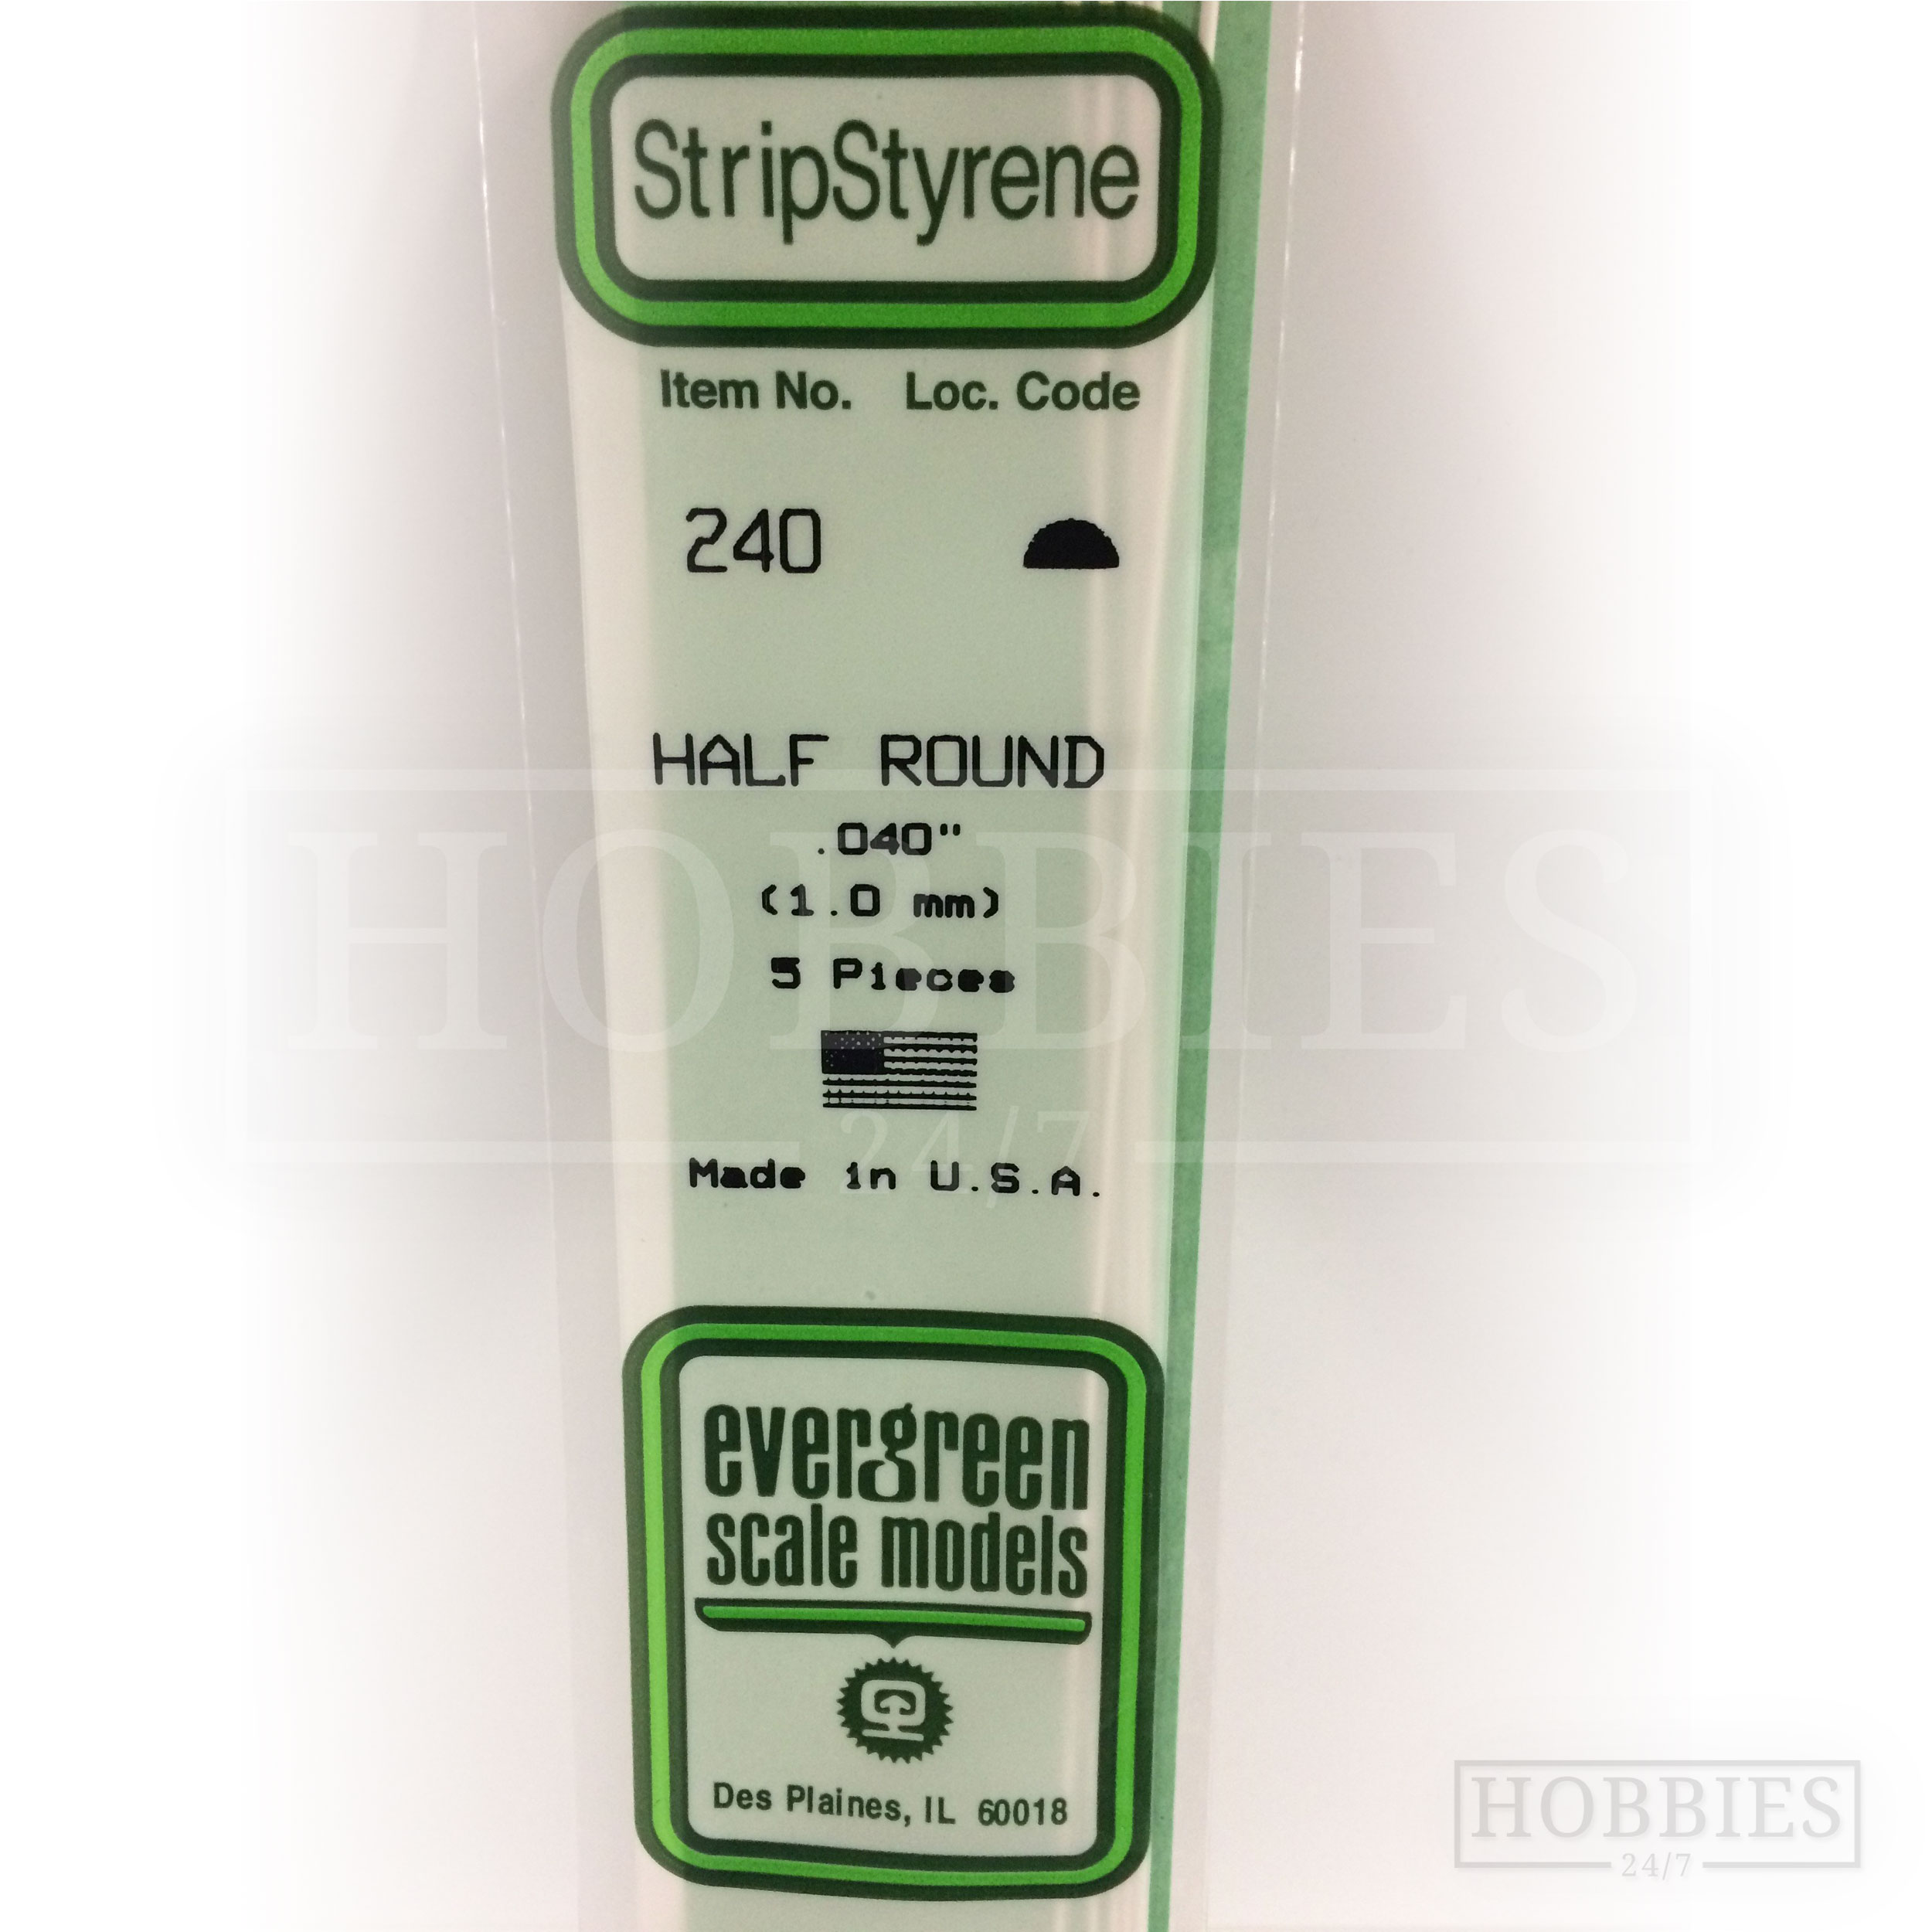 StripStyrene
Item No. Loc. Code
240
HALF ROUND
.040"
(1.0 mm)
5 Pieces
Made in U.S.A.
evergreen
scale models
Des Plaines, IL 60018
HOBBIES
24/7
HOBBIES
24/7